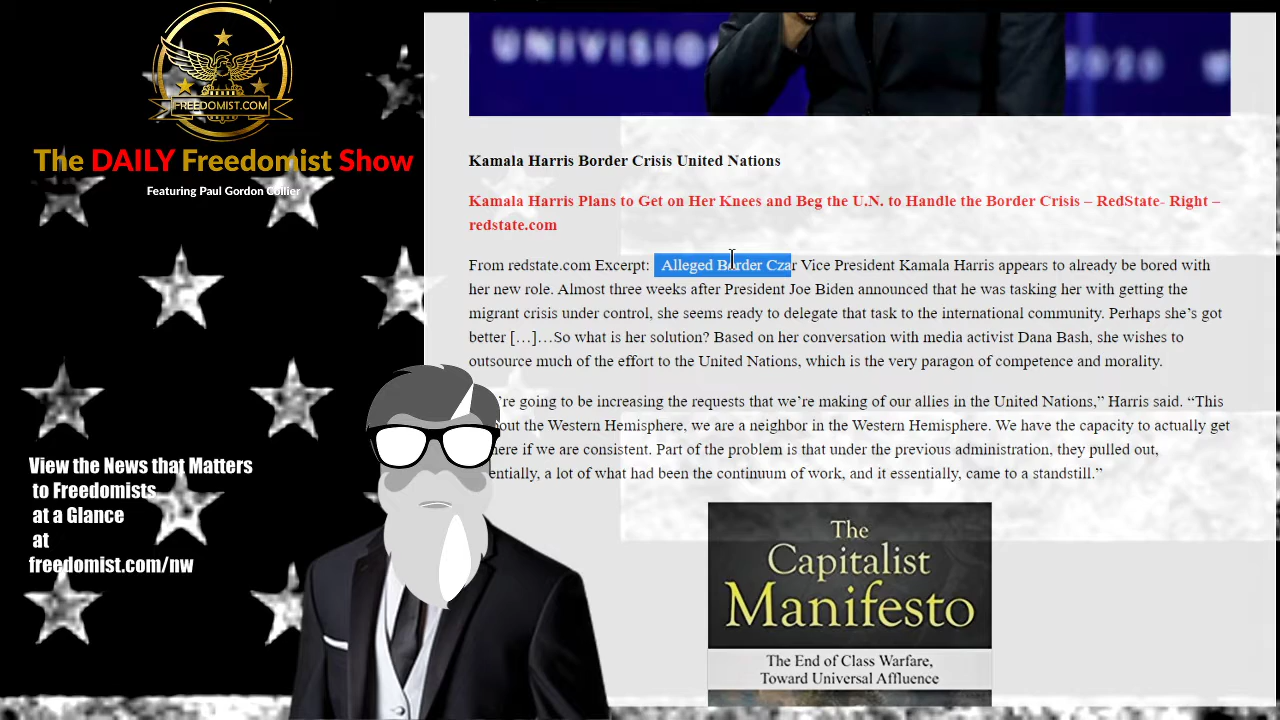 UNIVISION
2020
FREEDOMIST.COM
The DAILY Freedomist Show
Featuring Paul Gordon Collier
Kamala Harris Border Crisis United Nations
Kamala Harris Plans to Get on Her Knees and Beg the U.N. to Handle the Border Crisis – RedState- Right –
redstate.com
From redstate.com Excerpt: Alleged Border Czar Vice President Kamala Harris appears to already be bored with
her new role. Almost three weeks after President Joe Biden announced that he was tasking her with getting the
migrant crisis under control, she seems ready to delegate that task to the international community. Perhaps she’s got
better […]…So what is her solution? Based on her conversation with media activist Dana Bash, she wishes to
outsource much of the effort to the United Nations, which is the very paragon of competence and morality.
’re going to be increasing the requests that we’re making of our allies in the United Nations,” Harris said. “This
out the Western Hemisphere, we are a neighbor in the Western Hemisphere. We have the capacity to actually get
here if we are consistent. Part of the problem is that under the previous administration, they pulled out,
entially, a lot of what had been the continuum of work, and it essentially, came to a standstill.”
View the News that Matters
to Freedomists
at a Glance
at
freedomist.com/nw
The
Capitalist
Manifesto
The End of Class Warfare,
Toward Universal Affluence